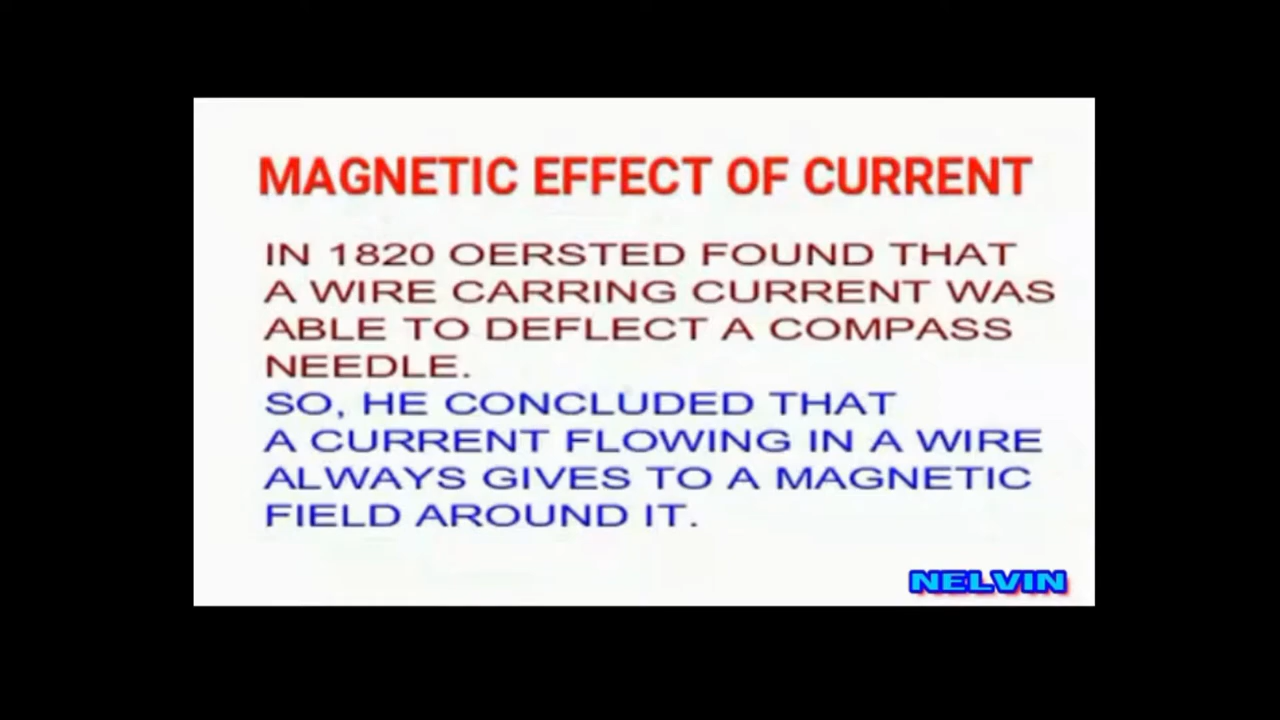 MAGNETIC EFFECT OF CURRENT
IN 1820 OERSTED FOUND THAT
A WIRE CARRING CURRENT WAS
ABLE TO DEFLECT A COMPASS
NEEDLE.
SO, HE CONCLUDED THAT
A CURRENT FLOWING IN A WIRE
ALWAYS GIVES TO A MAGNETIC
FIELD AROUND IT.
NELVIN